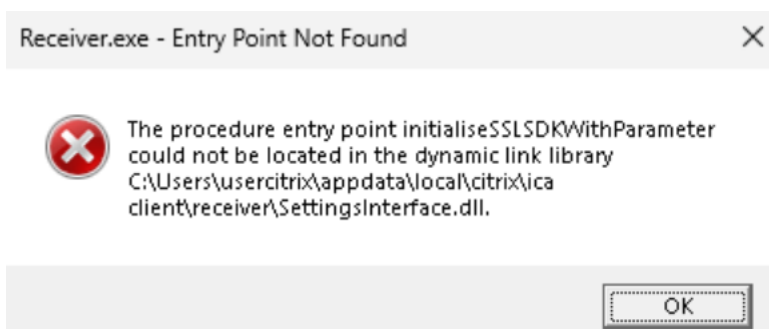 Receiver.exe - Entry Point Not Found
The procedure entry point initialiseSSLSDKWithParameter
could not be located in the dynamic link library
C:\Users\usercitrix\appdata\local\citrix\ica
client\receiver\SettingsInterface.dll.
OK